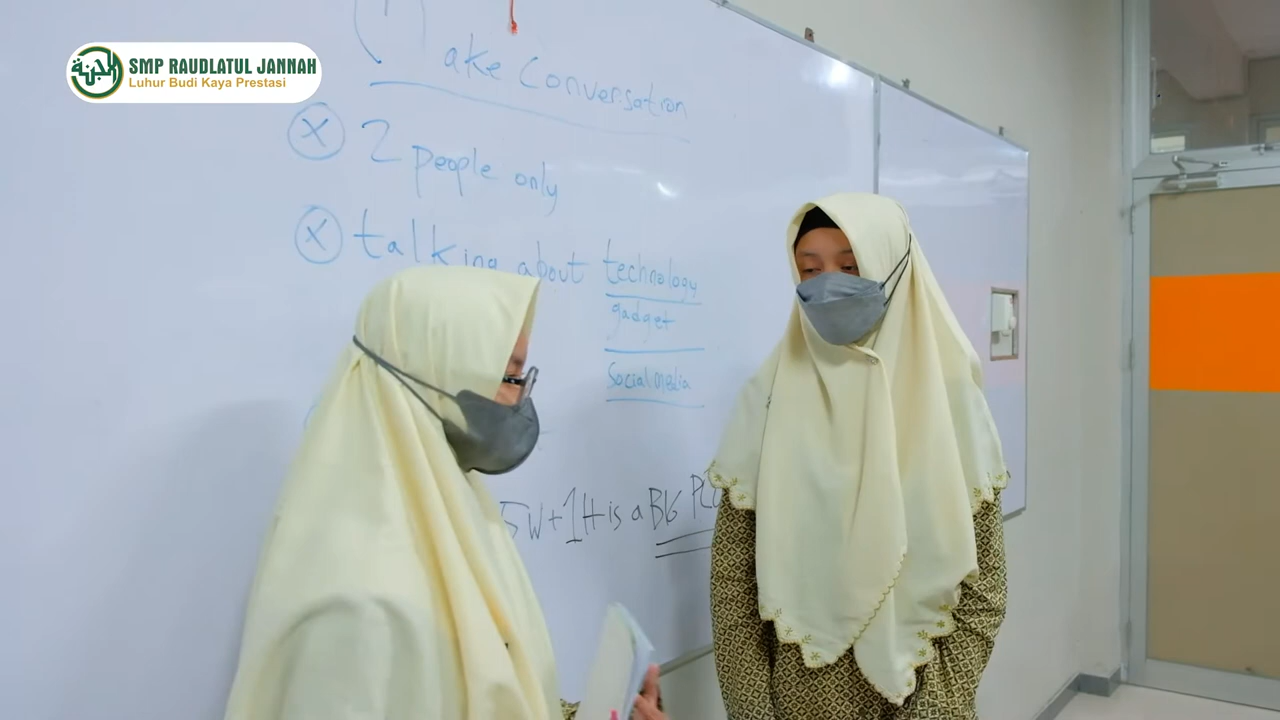 SMP RAUDLATUL JANNAH
Luhur Budi Kaya Prestasi
ake Conversation
2 people only
talking about technology
gadget
Social media
5W+1H is a BIG